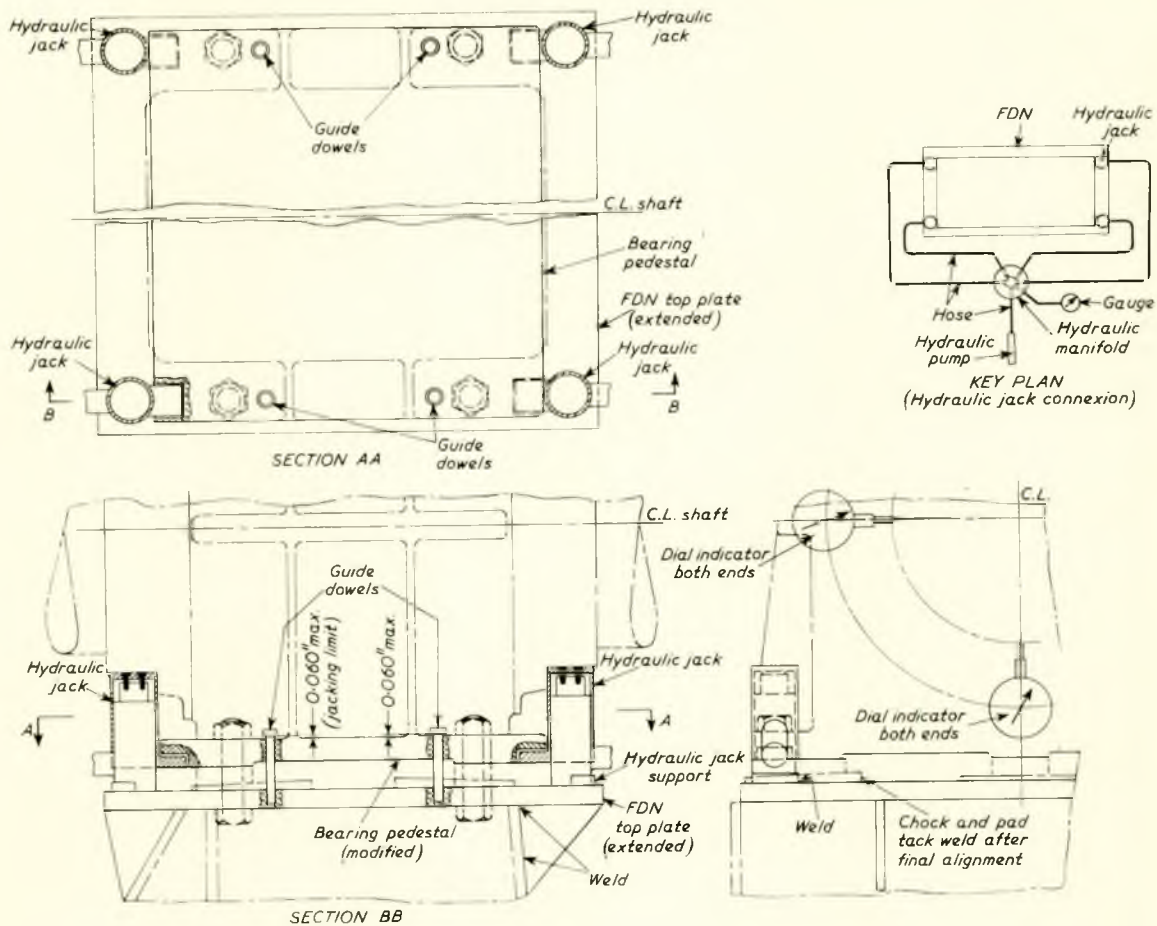 Hydraulic
jack
Hydraulic
jack
Guide
dowels
C.L. shaft
Bearing
pedestal
FDN top plate
(extended)
Hydraulic
jack
Hydraulic
jack
B
B
Guide
dowels
SECTION AA
FDN
Hydraulic
jack
Hose
Gauge
Hydraulic
manifold
Hydraulic
pump
KEY PLAN
(Hydraulic jack connexion)
C.L. shaft
Guide
dowels
0·060" max.
(jacking limit)
0·060" max.
Hydraulic
jack
Hydraulic jack
A
A
Hydraulic jack
support
Bearing pedestal
(modified)
FDN
top plate
(extended)
Weld
SECTION BB
C.L.
Dial indicator
both ends
Dial indicator
both ends
Weld
Chock and pad
tack weld after
final alignment